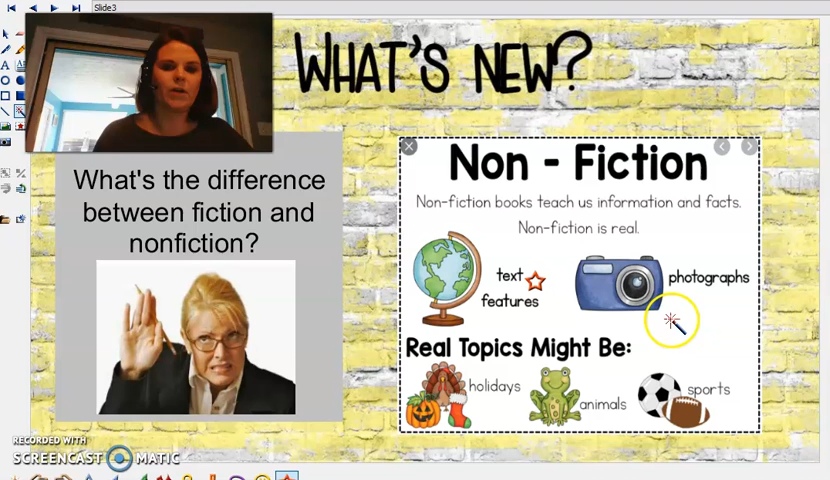 Slide3
WHAT'S NEW?
What's the difference
between fiction and
nonfiction?
Non - Fiction
Non-fiction books teach us information and facts.
Non-fiction is real.
text
features
photographs
Real Topics Might Be:
holidays
animals
sports
RECORDED WITH
SCREENCAST MATIC